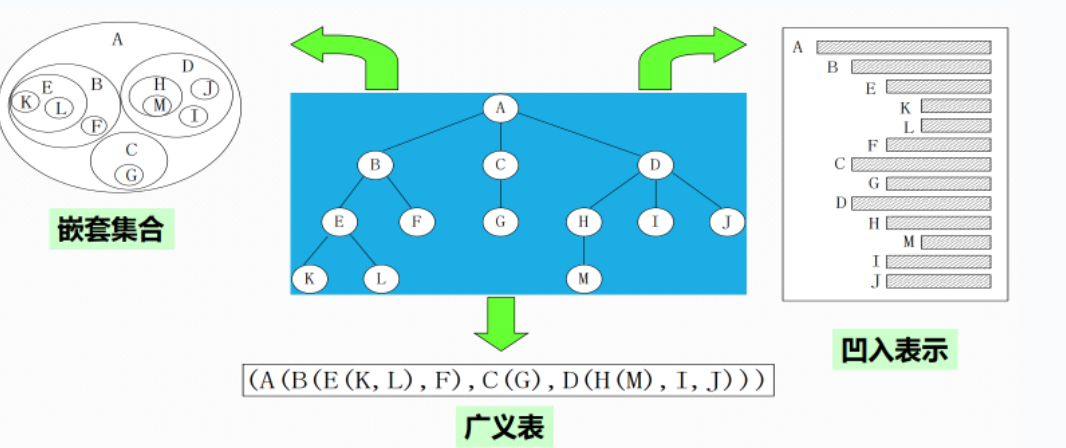 A
D
E
B
H
J
K
L
M
I
F
C
G
嵌套集合
A
B
C
D
E
F
G
H
I
J
K
L
M
(A(B(E(K,L),F),C(G),D(H(M),I,J)))
广义表
A
B
E
K
L
F
C
G
D
H
M
I
J
凹入表示